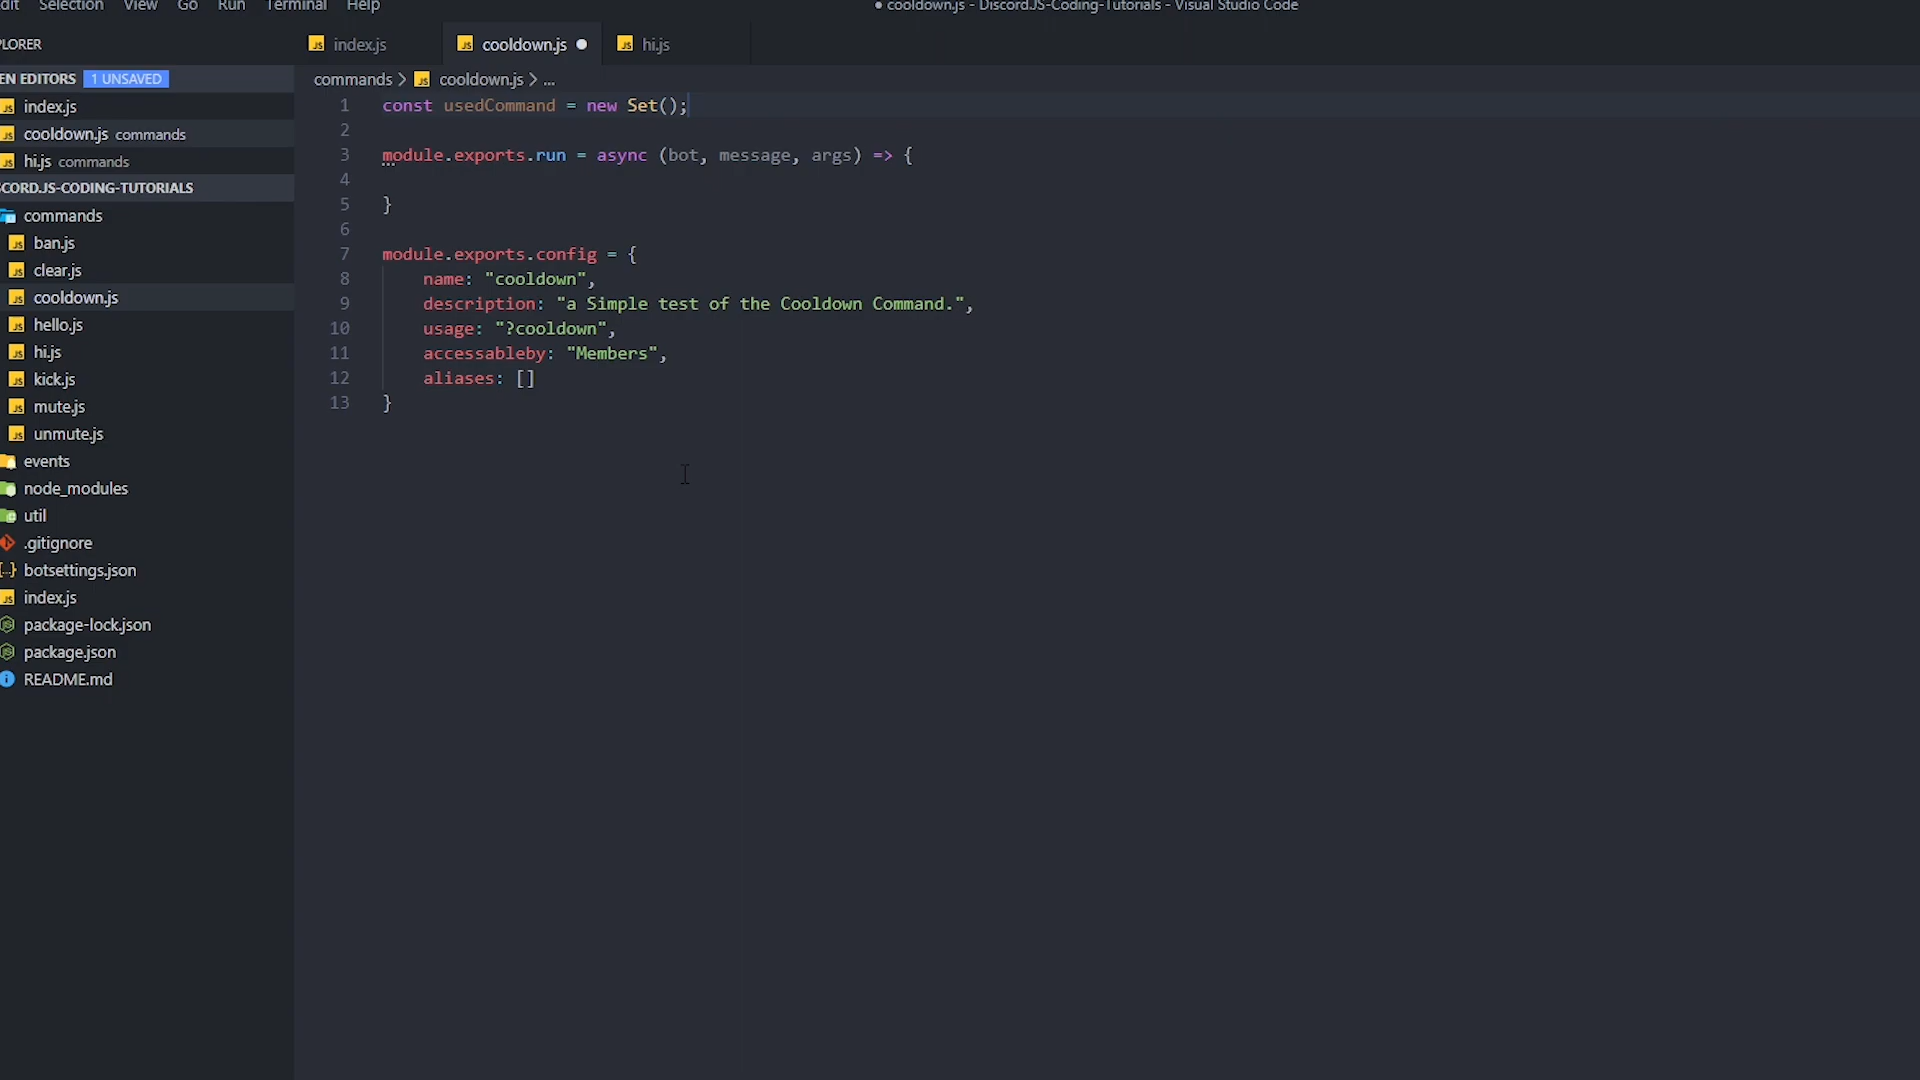 Selection View Go Run Terminal Help
● cooldown.js - Discord.JS-Coding-Tutorials - Visual Studio Code
PLORER
EN EDITORS 1 UNSAVED
index.js
cooldown.js commands
hi.js commands
SCORD.JS-CODING-TUTORIALS
commands
ban.js
clear.js
cooldown.js
hello.js
hi.js
kick.js
mute.js
unmute.js
events
node_modules
util
.gitignore
botsettings.json
index.js
package-lock.json
package.json
README.md
index.js cooldown.js ● hi.js
commands > cooldown.js > ...
1 const usedCommand = new Set();
2
3 module.exports.run = async (bot, message, args) => {
4
5 }
6
7 module.exports.config = {
8 name: "cooldown",
9 description: "a Simple test of the Cooldown Command.",
10 usage: "?cooldown",
11 accessableby: "Members",
12 aliases: []
13 }